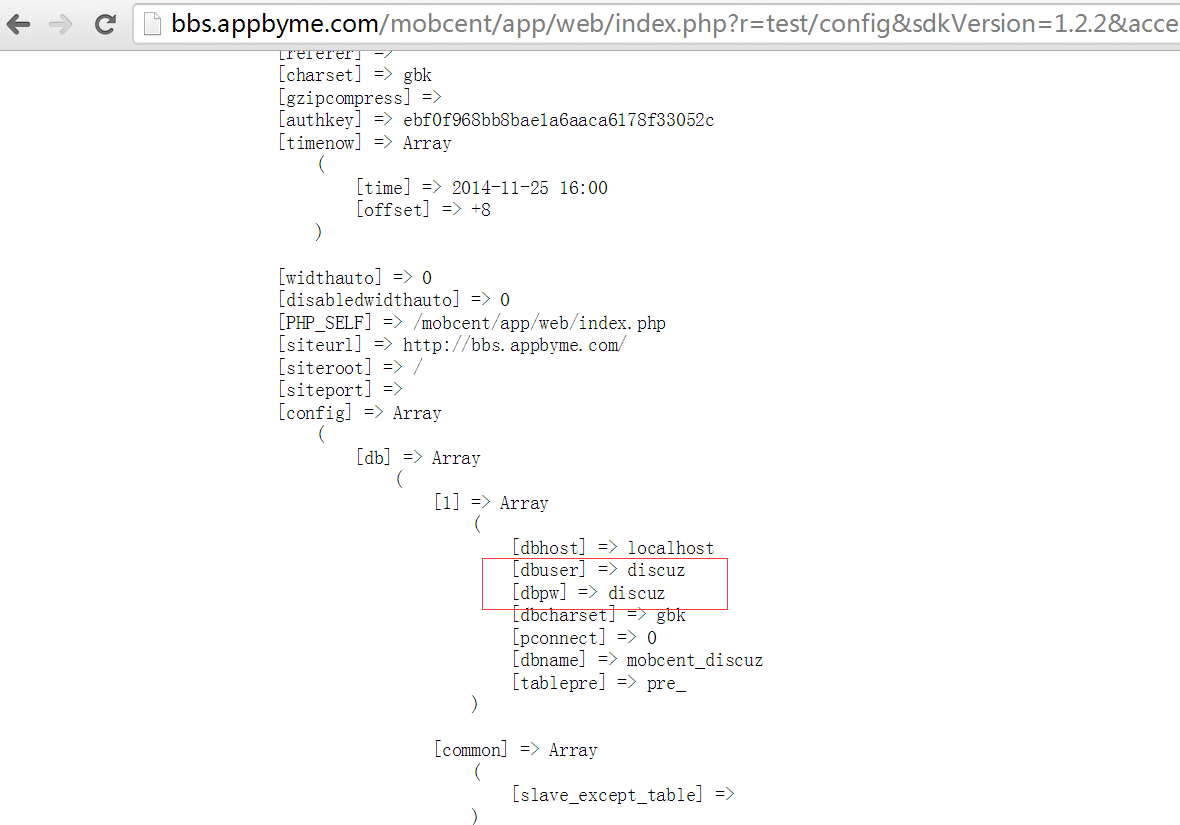 bbs.appbyme.com/mobcent/app/web/index.php?r=test/config&sdkVersion=1.2.2&acce
[referer] =>
[charset] => gbk
[gzipcompress] =>
[authkey] => ebf0f968bb8bae1a6aaca6178f33052c
[timenow] => Array
(
[time] => 2014-11-25 16:00
[offset] => +8
)
[widthauto] => 0
[disabledwidthauto] => 0
[PHP_SELF] => /mobcent/app/web/index.php
[siteurl] => http://bbs.appbyme.com/
[siteroot] => /
[siteport] =>
[config] => Array
(
[db] => Array
(
[1] => Array
(
[dbhost] => localhost
[dbuser] => discuz
[dbpw] => discuz
[dbcharset] => gbk
[pconnect] => 0
[dbname] => mobcent_discuz
[tablepre] => pre_
)
[common] => Array
(
[slave_except_table] =>
)